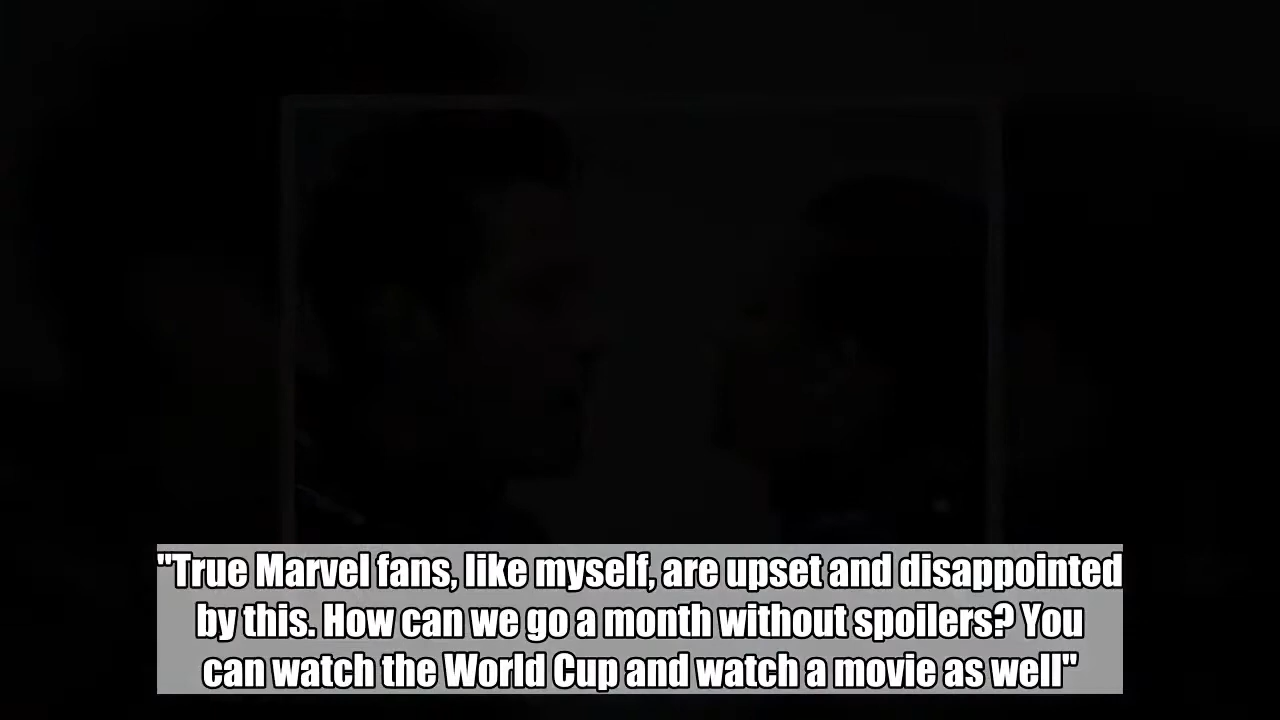 "True Marvel fans, like myself, are upset and disappointed
by this. How can we go a month without spoilers? You
can watch the World Cup and watch a movie as well"